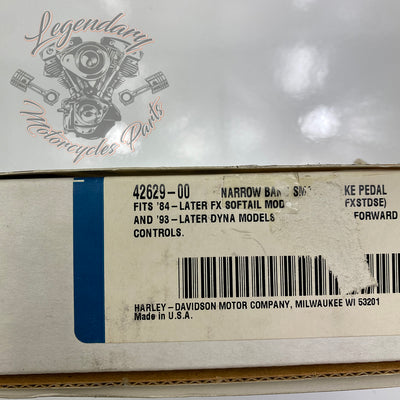 Legendary
Motorcycles Parts
42629-00 NARROW BAN PEDAL
FITS '84-LATER FX SOFTAIL MOD FXSTDSE)
AND '93-LATER DYNA MODELS FORWARD
CONTROLS.
HARLEY-DAVIDSON MOTOR COMPANY, MILWAUKEE WI 53201
Made in U.S.A.